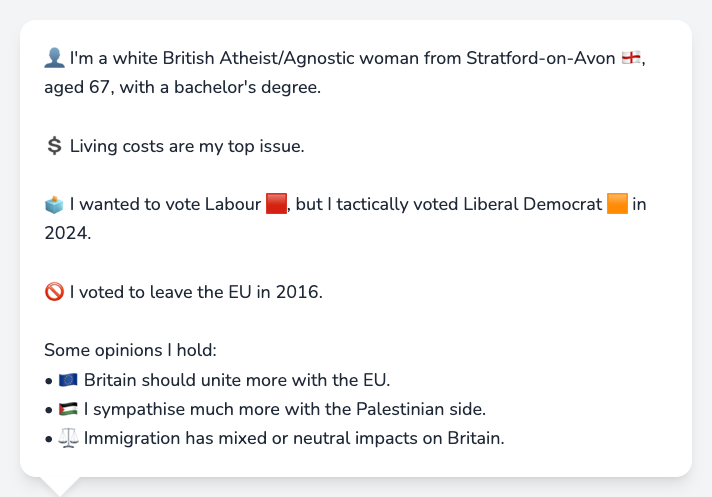 👤 I'm a white British Atheist/Agnostic woman from Stratford-on-Avon 🏴󠁧󠁢󠁥󠁮󠁧󠁿,
aged 67, with a bachelor's degree.
💲 Living costs are my top issue.
🗳️ I wanted to vote Labour 🟥, but I tactically voted Liberal Democrat 🟧 in
2024.
🚫 I voted to leave the EU in 2016.
Some opinions I hold:
• 🇪🇺 Britain should unite more with the EU.
• 🇵🇸 I sympathise much more with the Palestinian side.
• ⚖️ Immigration has mixed or neutral impacts on Britain.